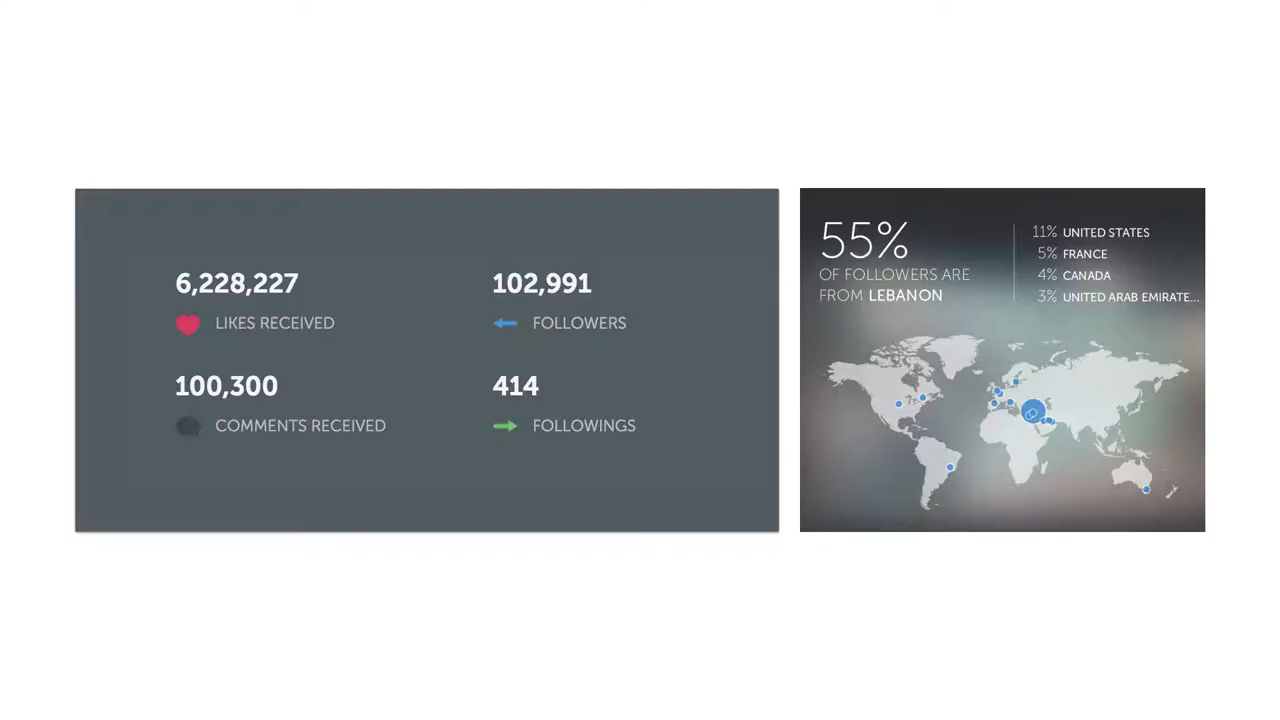 6,228,227
LIKES RECEIVED
102,991
FOLLOWERS
100,300
COMMENTS RECEIVED
414
FOLLOWINGS
55%
OF FOLLOWERS ARE
FROM LEBANON
11% UNITED STATES
5% FRANCE
4% CANADA
3% UNITED ARAB EMIRATE...